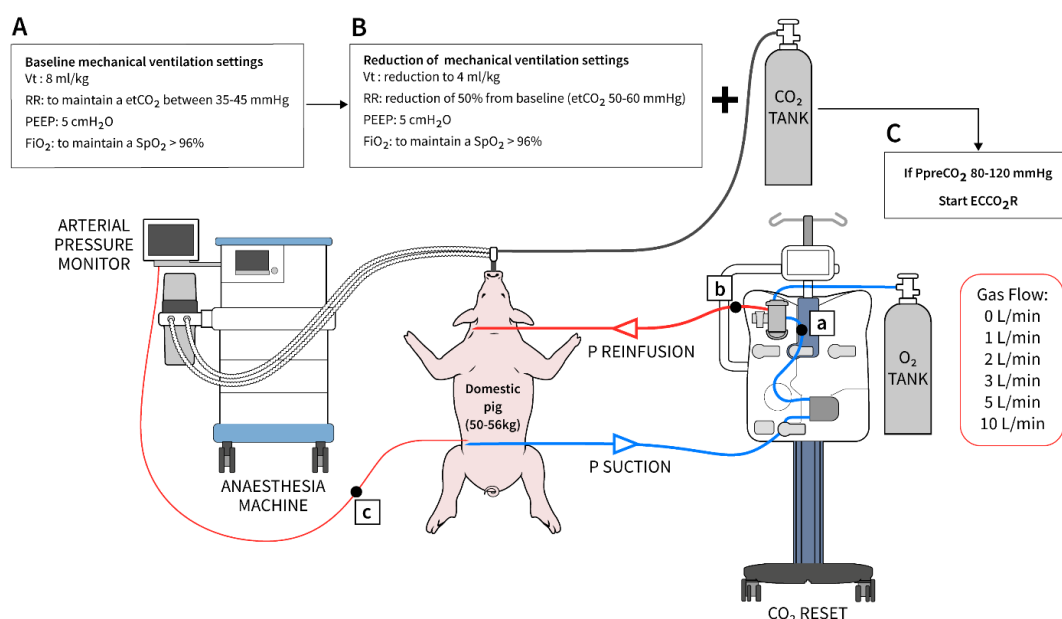 A
Baseline mechanical ventilation settings
Vt : 8 ml/kg
RR: to maintain a etCO₂ between 35-45 mmHg
PEEP: 5 cmH₂O
FiO₂: to maintain a SpO₂ > 96%
B
Reduction of mechanical ventilation settings
Vt : reduction to 4 ml/kg
RR: reduction of 50% from baseline (etCO₂ 50-60 mmHg)
PEEP: 5 cmH₂O
FiO₂: to maintain a SpO₂ > 96%
+
CO₂
TANK
C
If PpreCO₂ 80-120 mmHg
Start ECCO₂R
ARTERIAL
PRESSURE
MONITOR
b
a
P REINFUSION
O₂
TANK
Gas Flow:
0 L/min
1 L/min
2 L/min
3 L/min
5 L/min
10 L/min
Domestic
pig
(50-56kg)
P SUCTION
ANAESTHESIA
MACHINE
c
CO₂ RESET